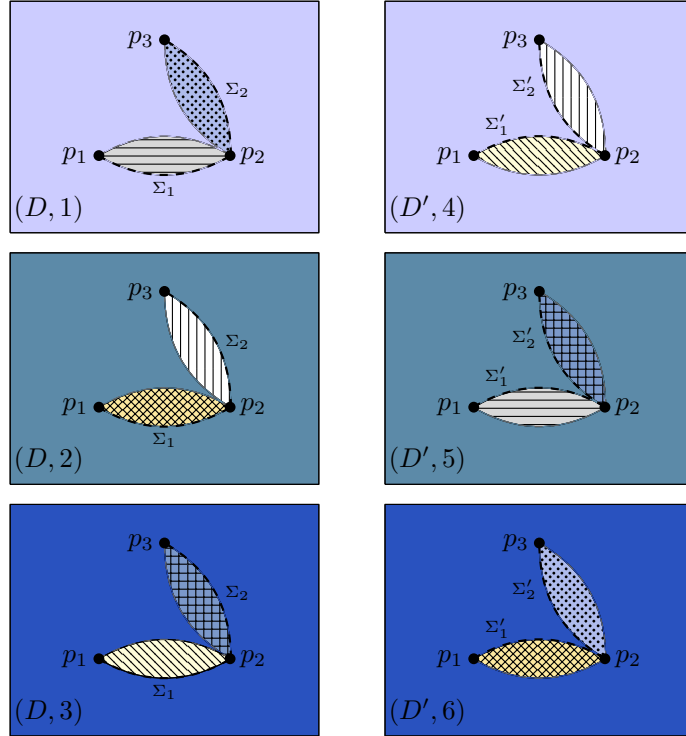 p₃
Σ₂
p₁ p₂
Σ₁
(D, 1)
p₃
Σ′₂
Σ′₁
p₁ p₂
(D′, 4)
p₃
Σ₂
p₁ p₂
Σ₁
(D, 2)
p₃
Σ′₂
Σ′₁
p₁ p₂
(D′, 5)
p₃
Σ₂
p₁ p₂
Σ₁
(D, 3)
p₃
Σ′₂
Σ′₁
p₁ p₂
(D′, 6)